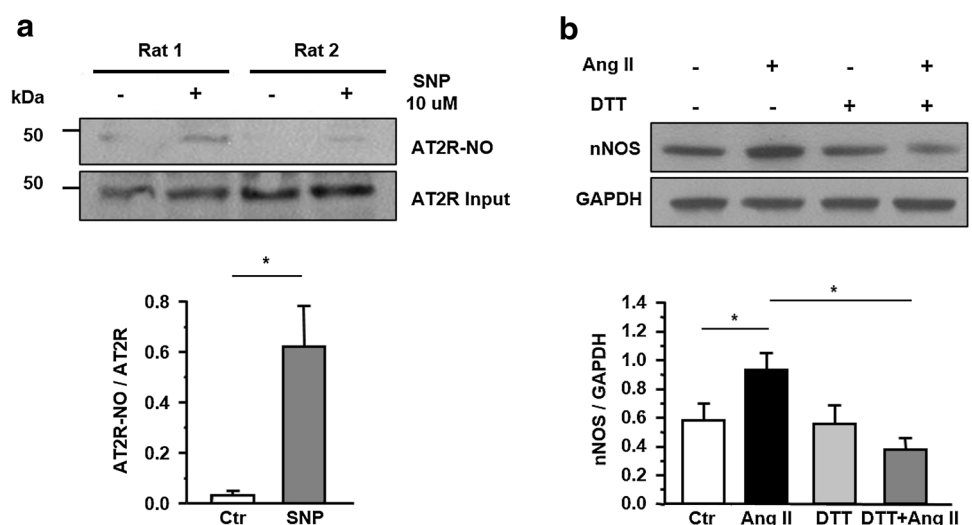 a
Rat 1 Rat 2
kDa - + - + SNP
10 uM
50 AT2R-NO
50 AT2R Input
*
0.8
0.6
0.4
0.2
0.0
AT2R-NO / AT2R
Ctr SNP
b
Ang II - + - +
DTT - - + +
nNOS
GAPDH
*
*
1.4
1.2
1.0
0.8
0.6
0.4
0.2
0.0
nNOS / GAPDH
Ctr Ang II DTT DTT+Ang II